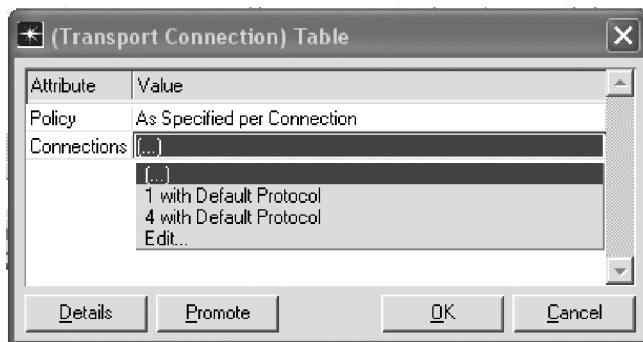 (Transport Connection) Table
Attribute Value
Policy As Specified per Connection
Connections (...)
(...)
1 with Default Protocol
4 with Default Protocol
Edit...
Details Promote OK Cancel